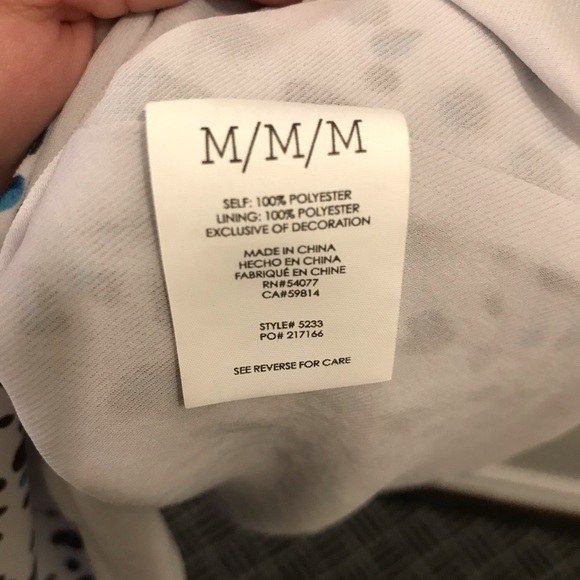 M/M/M
SELF: 100% POLYESTER
LINING: 100% POLYESTER
EXCLUSIVE OF DECORATION
MADE IN CHINA
HECHO EN CHINA
FABRIQUÉ EN CHINE
RN#54077
CA#59814
STYLE# 5233
PO# 217166
SEE REVERSE FOR CARE